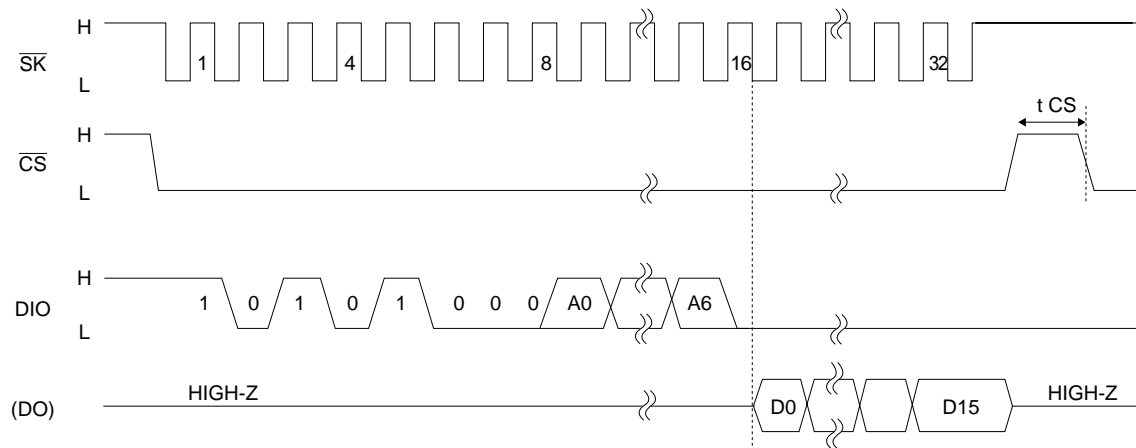 H
SK 1 4 8 16 32
L
t CS
H
CS
L
H
DIO 1 0 1 0 1 0 0 0 A0 A6
L
HIGH-Z HIGH-Z
(DO) D0 D15